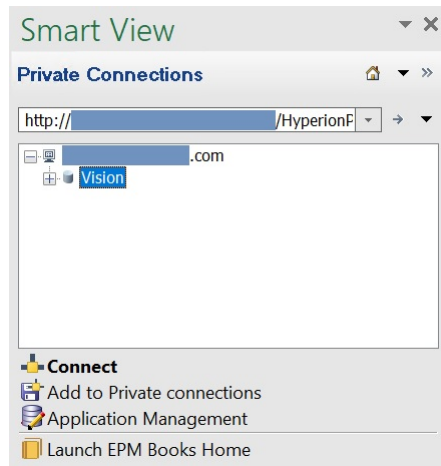 Smart View
Private Connections
http:// /HyperionP
.com
Vision
Connect
Add to Private connections
Application Management
Launch EPM Books Home